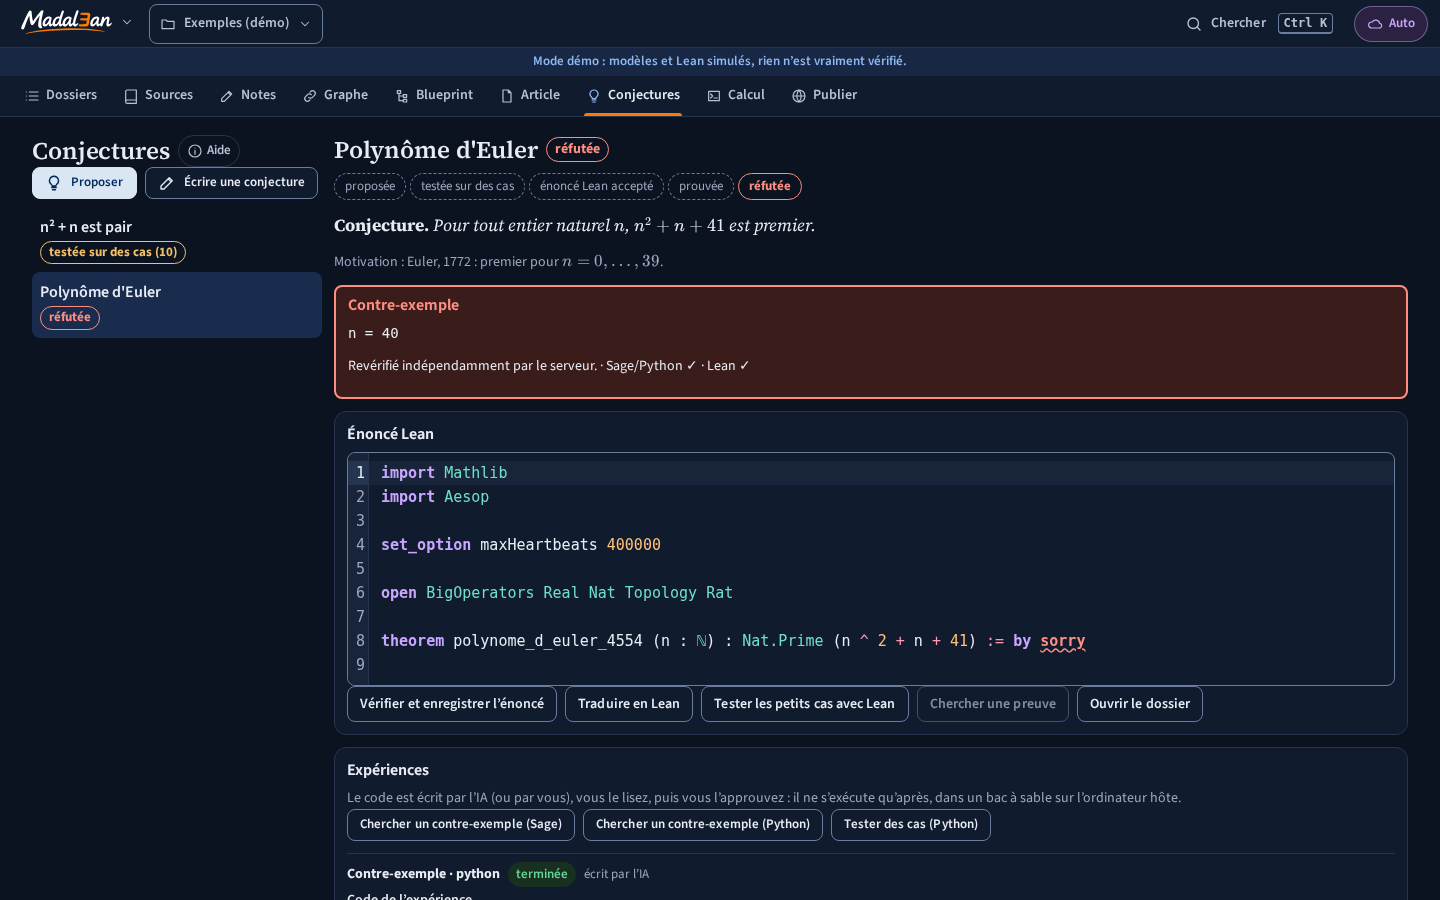 Madal∃an
Exemples (démo)
Chercher Ctrl K
Auto
Mode démo : modèles et Lean simulés, rien n’est vraiment vérifié.
Dossiers Sources Notes Graphe Blueprint Article Conjectures Calcul Publier
Conjectures Aide
Proposer Écrire une conjecture
n² + n est pair
testée sur des cas (10)
Polynôme d'Euler
réfutée
Polynôme d'Euler réfutée
proposée testée sur des cas énoncé Lean accepté prouvée réfutée
Conjecture. Pour tout entier naturel n, n² + n + 41 est premier.
Motivation : Euler, 1772 : premier pour n = 0, . . . , 39.
Contre-exemple
n = 40
Revérifié indépendamment par le serveur. · Sage/Python ✓ · Lean ✓
Énoncé Lean
1 import Mathlib
2 import Aesop
3
4 set_option maxHeartbeats 400000
5
6 open BigOperators Real Nat Topology Rat
7
8 theorem polynome_d_euler_4554 (n : ℕ) : Nat.Prime (n ^ 2 + n + 41) := by sorry
9
Vérifier et enregistrer l’énoncé Traduire en Lean Tester les petits cas avec Lean Chercher une preuve Ouvrir le dossier
Expériences
Le code est écrit par l’IA (ou par vous), vous le lisez, puis vous l’approuvez : il ne s’exécute qu’après, dans un bac à sable sur l’ordinateur hôte.
Chercher un contre-exemple (Sage) Chercher un contre-exemple (Python) Tester des cas (Python)
Contre-exemple · python terminée écrit par l’IA
Code de l’expérience